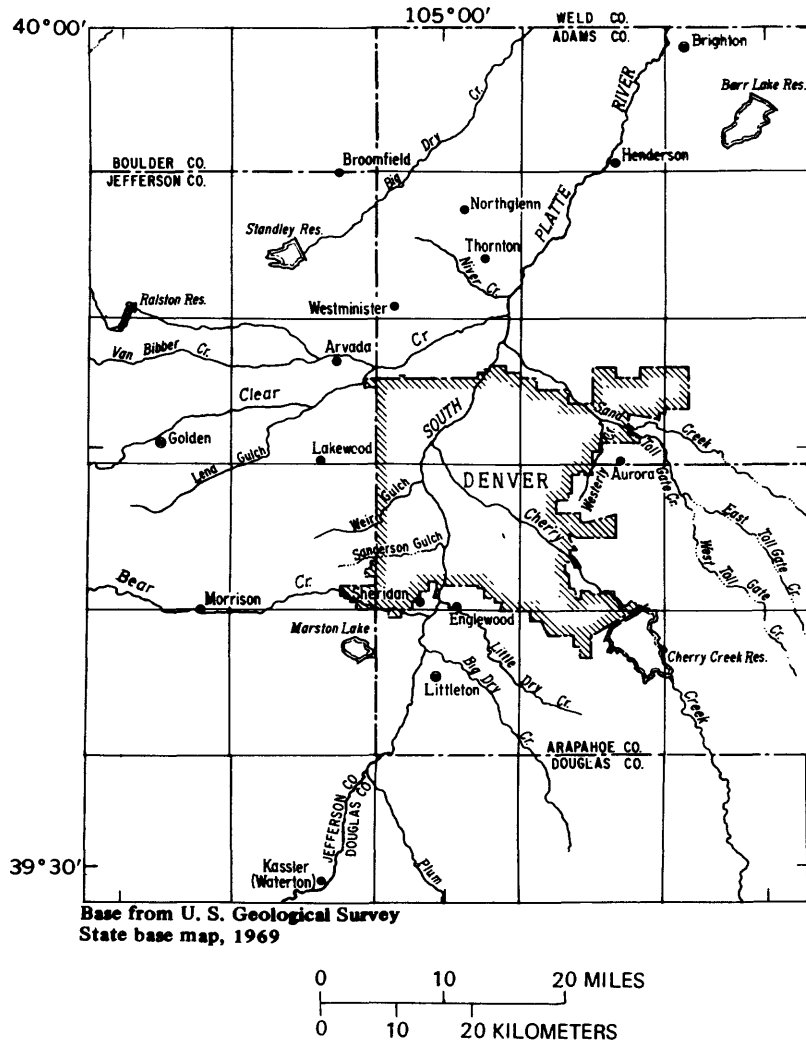 105°00'
40°00'
WELD CO.
ADAMS CO.
Brighton
Barr Lake Res.
RIVER
Big Dry Cr.
BOULDER CO.
JEFFERSON CO.
Broomfield
Henderson
Northglenn
PLATTE
Standley Res.
Thornton
Niver Cr.
Ralston Res.
Westminister
Van Bibber Cr.
Arvada
Cr
Clear
SOUTH
Sand Creek
Golden
Lena Gulch
Lakewood
DENVER
Westerly Cr.
Aurora
Toll Gate Cr.
Weir Gulch
Cherry
East Toll Gate Cr.
Sanderson Gulch
West Toll Gate Cr.
Bear Cr.
Morrison
Sheridan
Englewood
Marston Lake
Cherry Creek Res.
Little Dry Cr.
Big Dry Cr.
Littleton
Creek
ARAPAHOE CO.
DOUGLAS CO.
JEFFERSON CO.
DOUGLAS CO.
39°30'
Kassler
(Waterton)
Plum
Base from U. S. Geological Survey
State base map, 1969
0 10 20 MILES
0 10 20 KILOMETERS